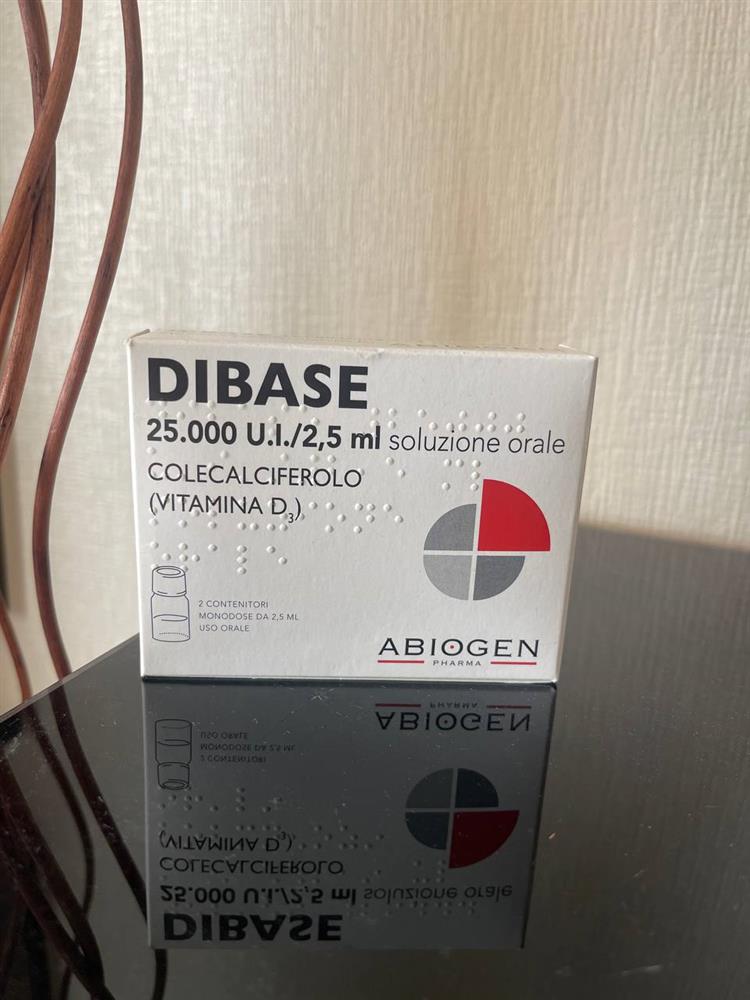 DIBASE
25.000 U.I./2,5 ml soluzione orale
COLECALCIFEROLO
(VITAMINA D3)
2 CONTENITORI
MONODOSE DA 2,5 ML
USO ORALE
ABIOGEN
PHARMA